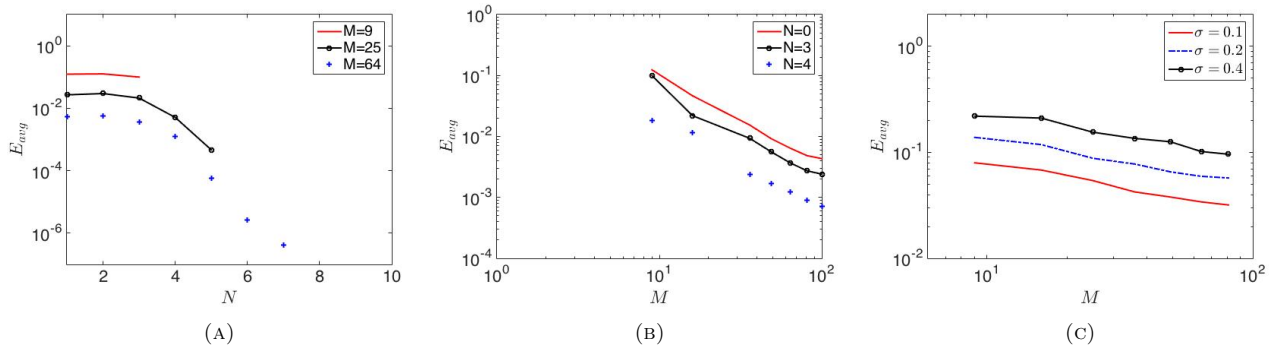 10^0
10^-2
10^-4
10^-6
E_avg
2
4
6
8
10
N
M=9
M=25
M=64
(A)
10^1
10^0
10^-1
10^-2
10^-3
10^-4
E_avg
10^0
10^1
10^2
M
N=0
N=3
N=4
(B)
10^0
10^-1
10^-2
E_avg
10^1
10^2
M
σ = 0.1
σ = 0.2
σ = 0.4
(C)